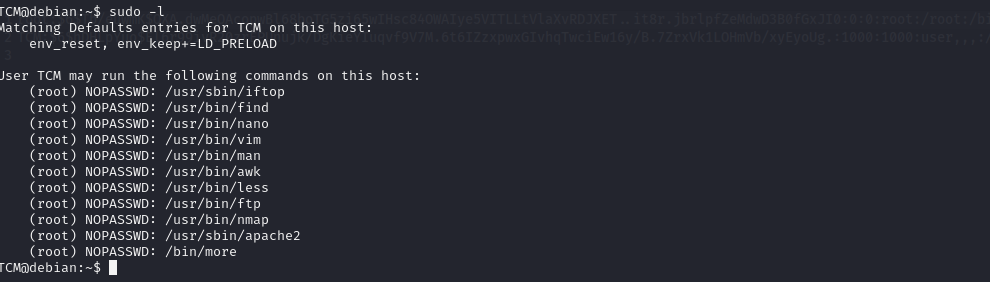 TCM@debian:~$ sudo -l
Matching Defaults entries for TCM on this host:
    env_reset, env_keep+=LD_PRELOAD

User TCM may run the following commands on this host:
    (root) NOPASSWD: /usr/sbin/iftop
    (root) NOPASSWD: /usr/bin/find
    (root) NOPASSWD: /usr/bin/nano
    (root) NOPASSWD: /usr/bin/vim
    (root) NOPASSWD: /usr/bin/man
    (root) NOPASSWD: /usr/bin/awk
    (root) NOPASSWD: /usr/bin/less
    (root) NOPASSWD: /usr/bin/ftp
    (root) NOPASSWD: /usr/bin/nmap
    (root) NOPASSWD: /usr/sbin/apache2
    (root) NOPASSWD: /bin/more
TCM@debian:~$